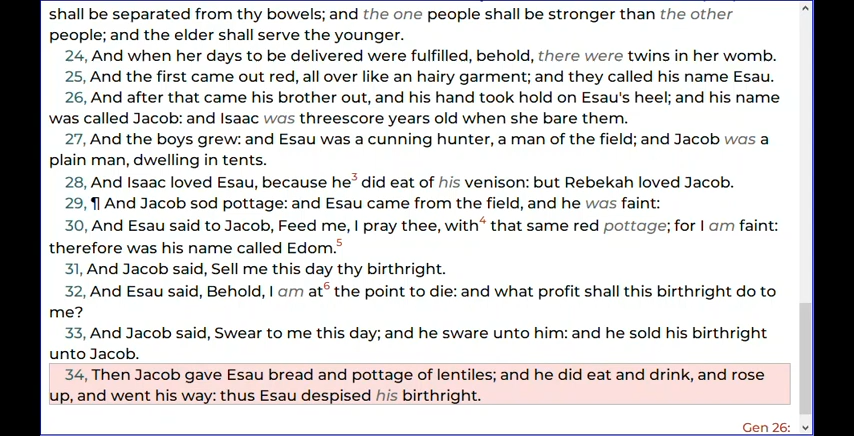 shall be separated from thy bowels; and the one people shall be stronger than the other
people; and the elder shall serve the younger.
24, And when her days to be delivered were fulfilled, behold, there were twins in her womb.
25, And the first came out red, all over like an hairy garment; and they called his name Esau.
26, And after that came his brother out, and his hand took hold on Esau's heel; and his name
was called Jacob: and Isaac was threescore years old when she bare them.
27, And the boys grew: and Esau was a cunning hunter, a man of the field; and Jacob was a
plain man, dwelling in tents.
28, And Isaac loved Esau, because he3 did eat of his venison: but Rebekah loved Jacob.
29, ¶ And Jacob sod pottage: and Esau came from the field, and he was faint:
30, And Esau said to Jacob, Feed me, I pray thee, with4 that same red pottage; for I am faint:
therefore was his name called Edom.5
31, And Jacob said, Sell me this day thy birthright.
32, And Esau said, Behold, I am at6 the point to die: and what profit shall this birthright do to
me?
33, And Jacob said, Swear to me this day; and he sware unto him: and he sold his birthright
unto Jacob.
34, Then Jacob gave Esau bread and pottage of lentiles; and he did eat and drink, and rose
up, and went his way: thus Esau despised his birthright.
Gen 26: